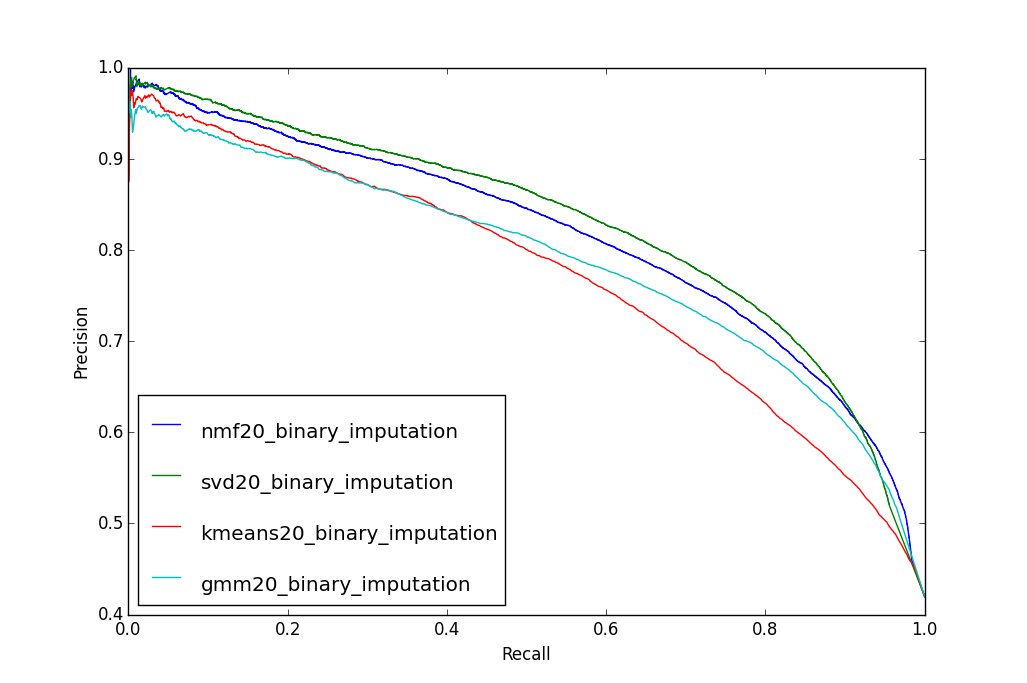 1.0
0.9
0.8
0.7
0.6
0.5
0.4
Precision
nmf20_binary_imputation
svd20_binary_imputation
kmeans20_binary_imputation
gmm20_binary_imputation
0.0 0.2 0.4 0.6 0.8 1.0
Recall